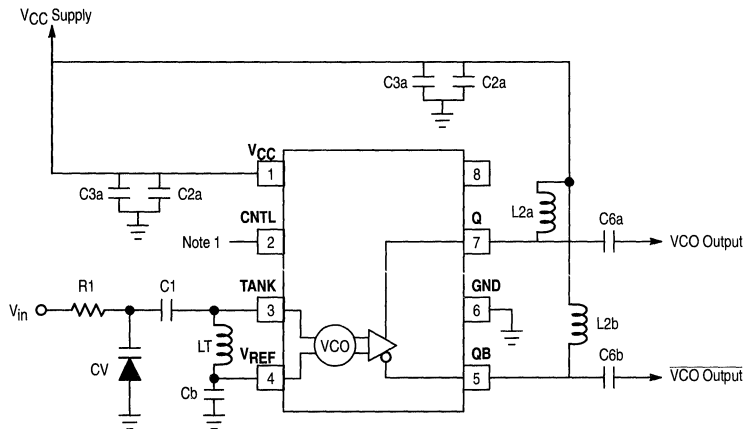 VCC Supply
C3a
C2a
VCC
1
8
C3a
C2a
L2a
CNTL
Q
C6a
Note 1
2
7
VCO Output
R1
C1
TANK
GND
Vin
3
6
L2b
LT
VCO
CV
VREF
QB
C6b
Cb
4
5
VCO Output